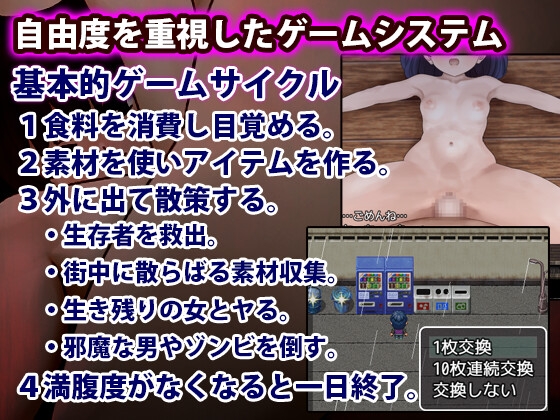 自由度を重視したゲームシステム
基本的ゲームサイクル
１食料を消費し目覚める。
２素材を使いアイテムを作る。
３外に出て散策する。
・生存者を救出。
・街中に散らばる素材収集。
・生き残りの女とヤる。
・邪魔な男やゾンビを倒す。
４満腹度がなくなると一日終了。
…ごめんね…
1枚交換
10枚連続交換
交換しない